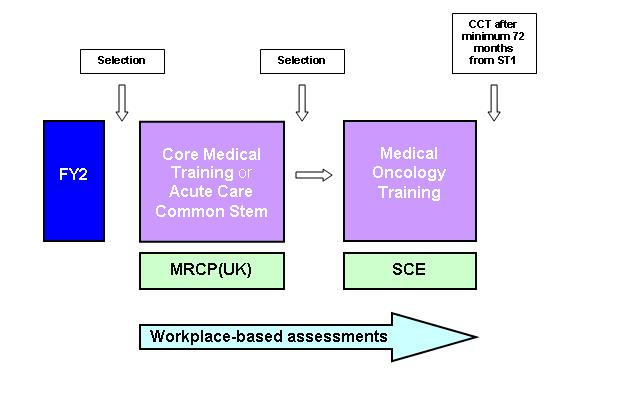 Selection
Selection
CCT after
minimum 72
months
from ST1
FY2
Core Medical
Training or
Acute Care
Common Stem
Medical
Oncology
Training
MRCP(UK)
SCE
Workplace-based assessments